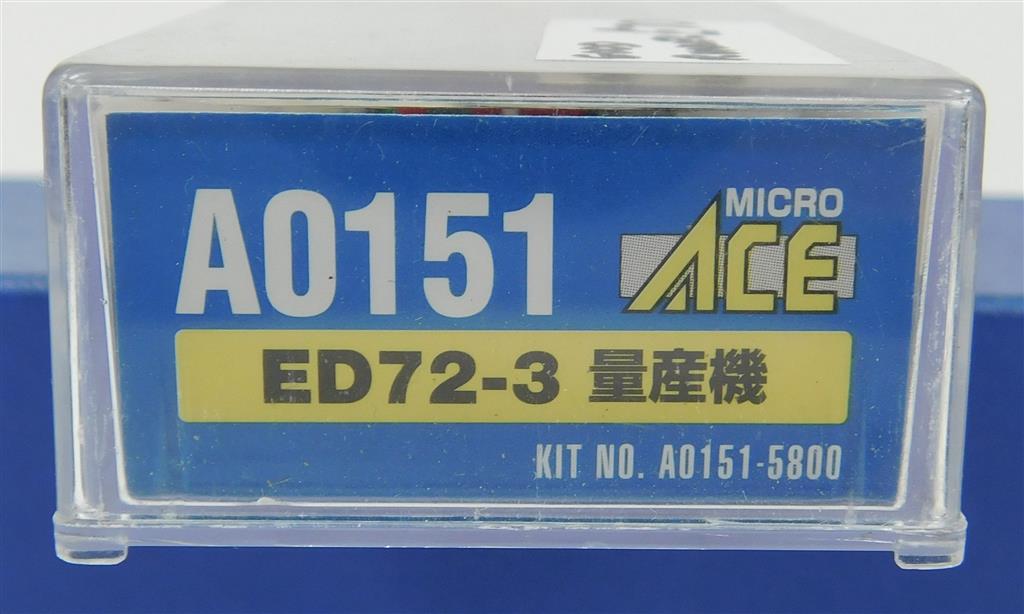 A0151
MICRO
ACE
ED72-3 量産機
KIT NO. A0151-5800